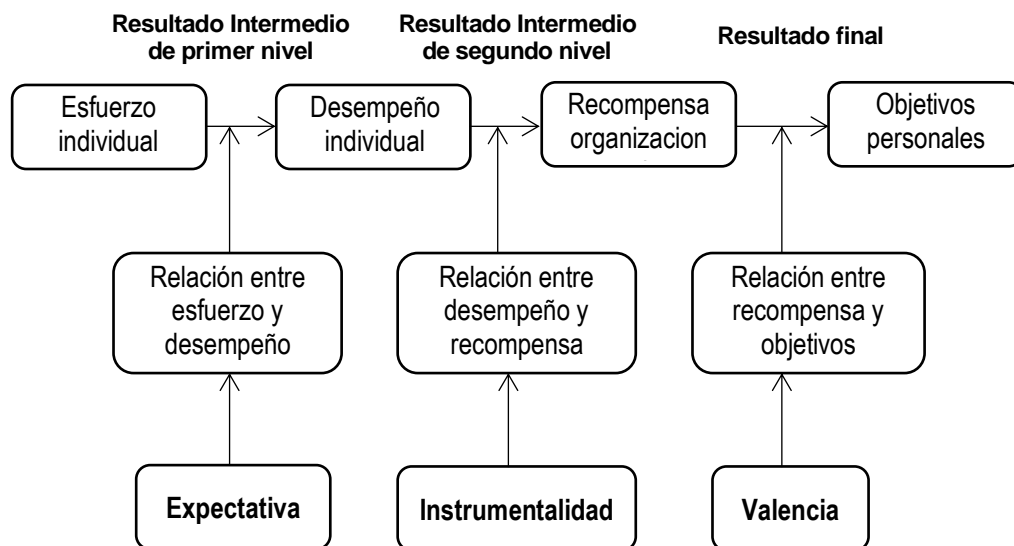 Resultado Intermedio
de primer nivel
Resultado Intermedio
de segundo nivel
Resultado final
Esfuerzo
individual
Desempeño
individual
Recompensa
organizacion
Objetivos
personales
Relación entre
esfuerzo y
desempeño
Relación entre
desempeño y
recompensa
Relación entre
recompensa y
objetivos
Expectativa
Instrumentalidad
Valencia